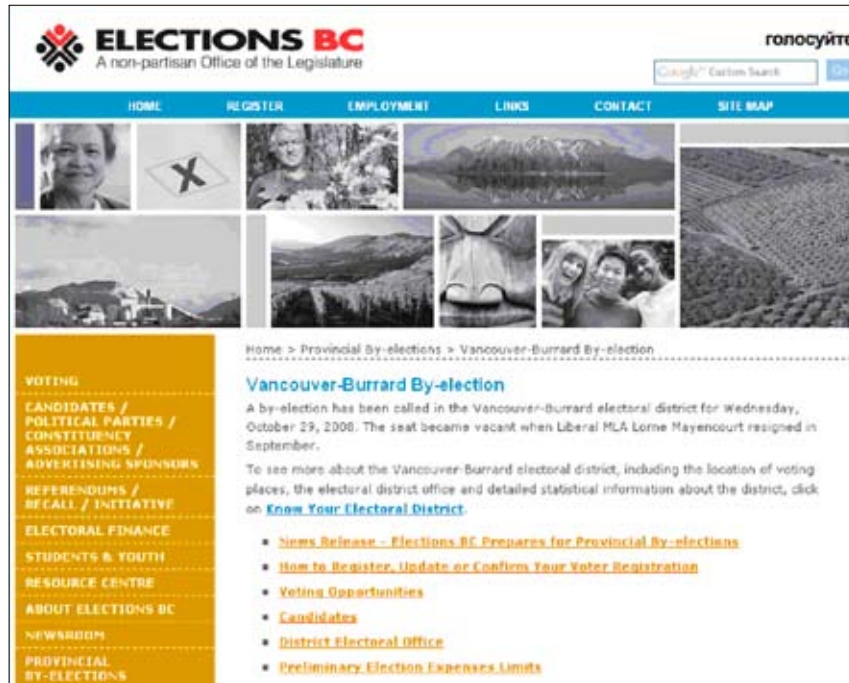 ELECTIONS BC
A non-partisan Office of the Legislature
голосуйте
Google™ Custom Search
Go
HOME REGISTER EMPLOYMENT LINKS CONTACT SITE MAP
X
VOTING
CANDIDATES /
POLITICAL PARTIES /
CONSTITUENCY
ASSOCIATIONS /
ADVERTISING SPONSORS
REFERENDUMS /
RECALL / INITIATIVE
ELECTORAL FINANCE
STUDENTS & YOUTH
RESOURCE CENTRE
ABOUT ELECTIONS BC
NEWSROOM
PROVINCIAL
BY-ELECTIONS
Home > Provincial By-elections > Vancouver-Burrard By-election
Vancouver-Burrard By-election
A by-election has been called in the Vancouver-Burrard electoral district for Wednesday,
October 29, 2008. The seat became vacant when Liberal MLA Lorne Mayencourt resigned in
September.
To see more about the Vancouver-Burrard electoral district, including the location of voting
places, the electoral district office and detailed statistical information about the district, click
on Know Your Electoral District.
News Release - Elections BC Prepares for Provincial By-elections
How to Register, Update or Confirm Your Voter Registration
Voting Opportunities
Candidates
District Electoral Office
Preliminary Election Expenses Limits